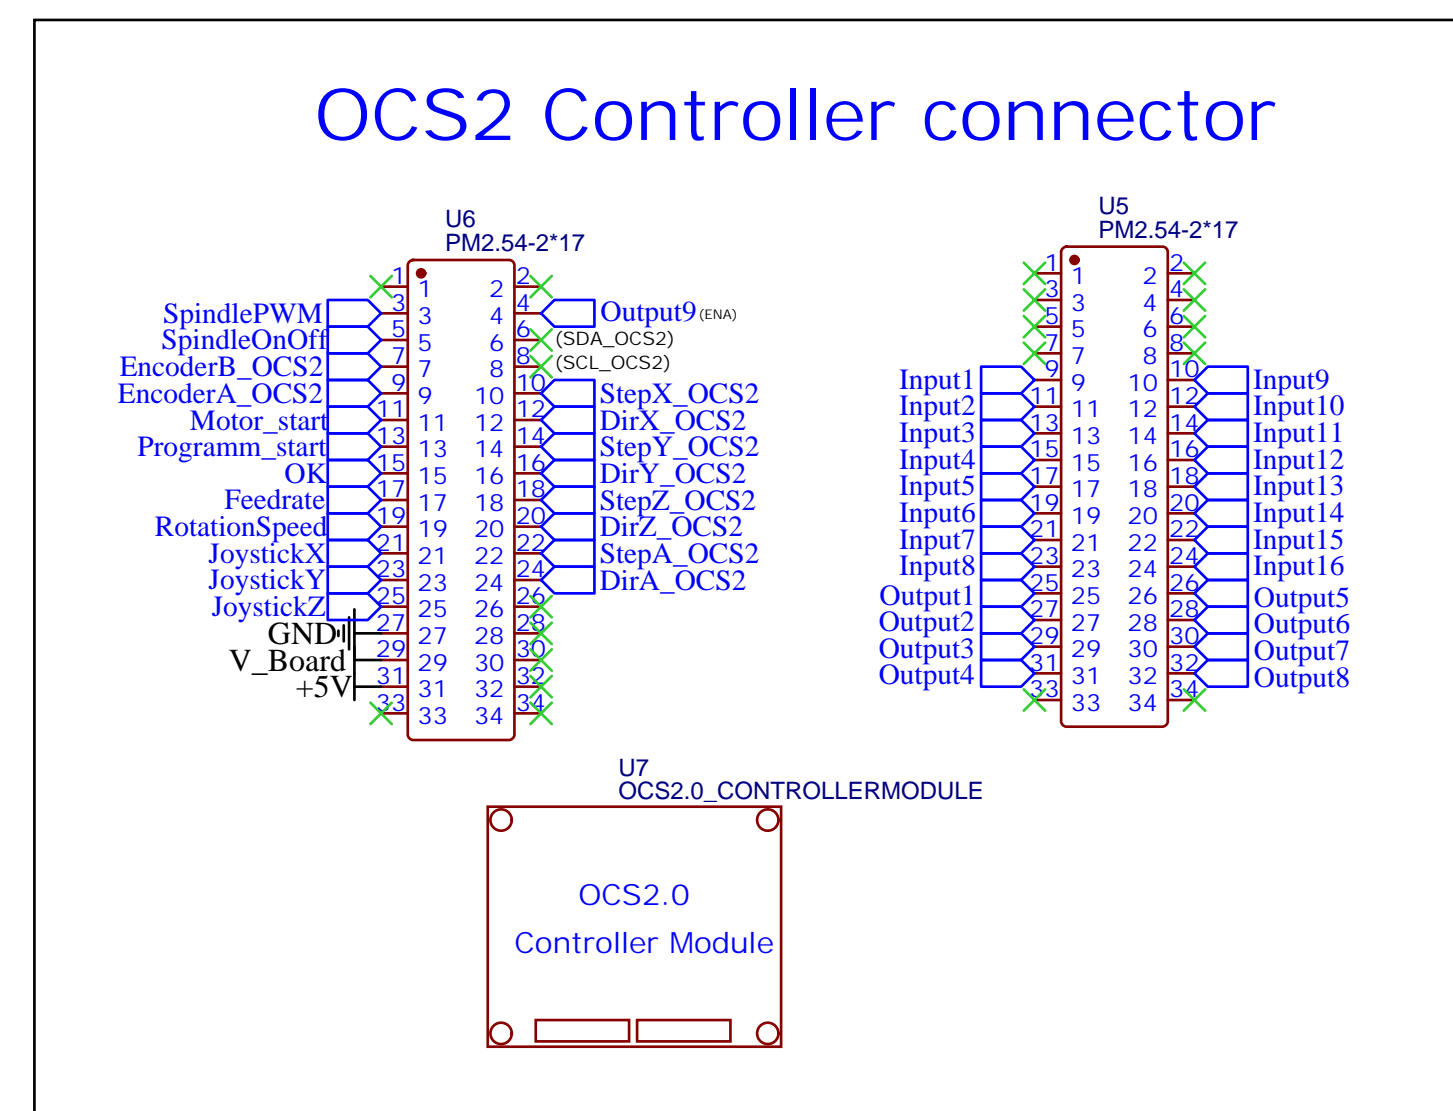 OCS2 Controller connector
U6
PM2.54-2*17
1 1 2 2
SpindlePWM 3 3 4 4 Output9 (ENA)
SpindleOnOff 5 5 6 6 (SDA_OCS2)
EncoderB_OCS2 7 7 8 8 (SCL_OCS2)
EncoderA_OCS2 9 9 10 10 StepX_OCS2
Motor_start 11 11 12 12 DirX_OCS2
Programm_start 13 13 14 14 StepY_OCS2
OK 15 15 16 16 DirY_OCS2
Feedrate 17 17 18 18 StepZ_OCS2
RotationSpeed 19 19 20 20 DirZ_OCS2
JoystickX 21 21 22 22 StepA_OCS2
JoystickY 23 23 24 24 DirA_OCS2
JoystickZ 25 25 26 26
GND 27 27 28 28
V_Board 29 29 30 30
+5V 31 31 32 32
33 33 34 34
U5
PM2.54-2*17
1 1 2 2
3 3 4 4
5 5 6 6
7 7 8 8
Input1 9 9 10 10 Input9
Input2 11 11 12 12 Input10
Input3 13 13 14 14 Input11
Input4 15 15 16 16 Input12
Input5 17 17 18 18 Input13
Input6 19 19 20 20 Input14
Input7 21 21 22 22 Input15
Input8 23 23 24 24 Input16
Output1 25 25 26 26 Output5
Output2 27 27 28 28 Output6
Output3 29 29 30 30 Output7
Output4 31 31 32 32 Output8
33 33 34 34
U7
OCS2.0_CONTROLLERMODULE
OCS2.0
Controller Module